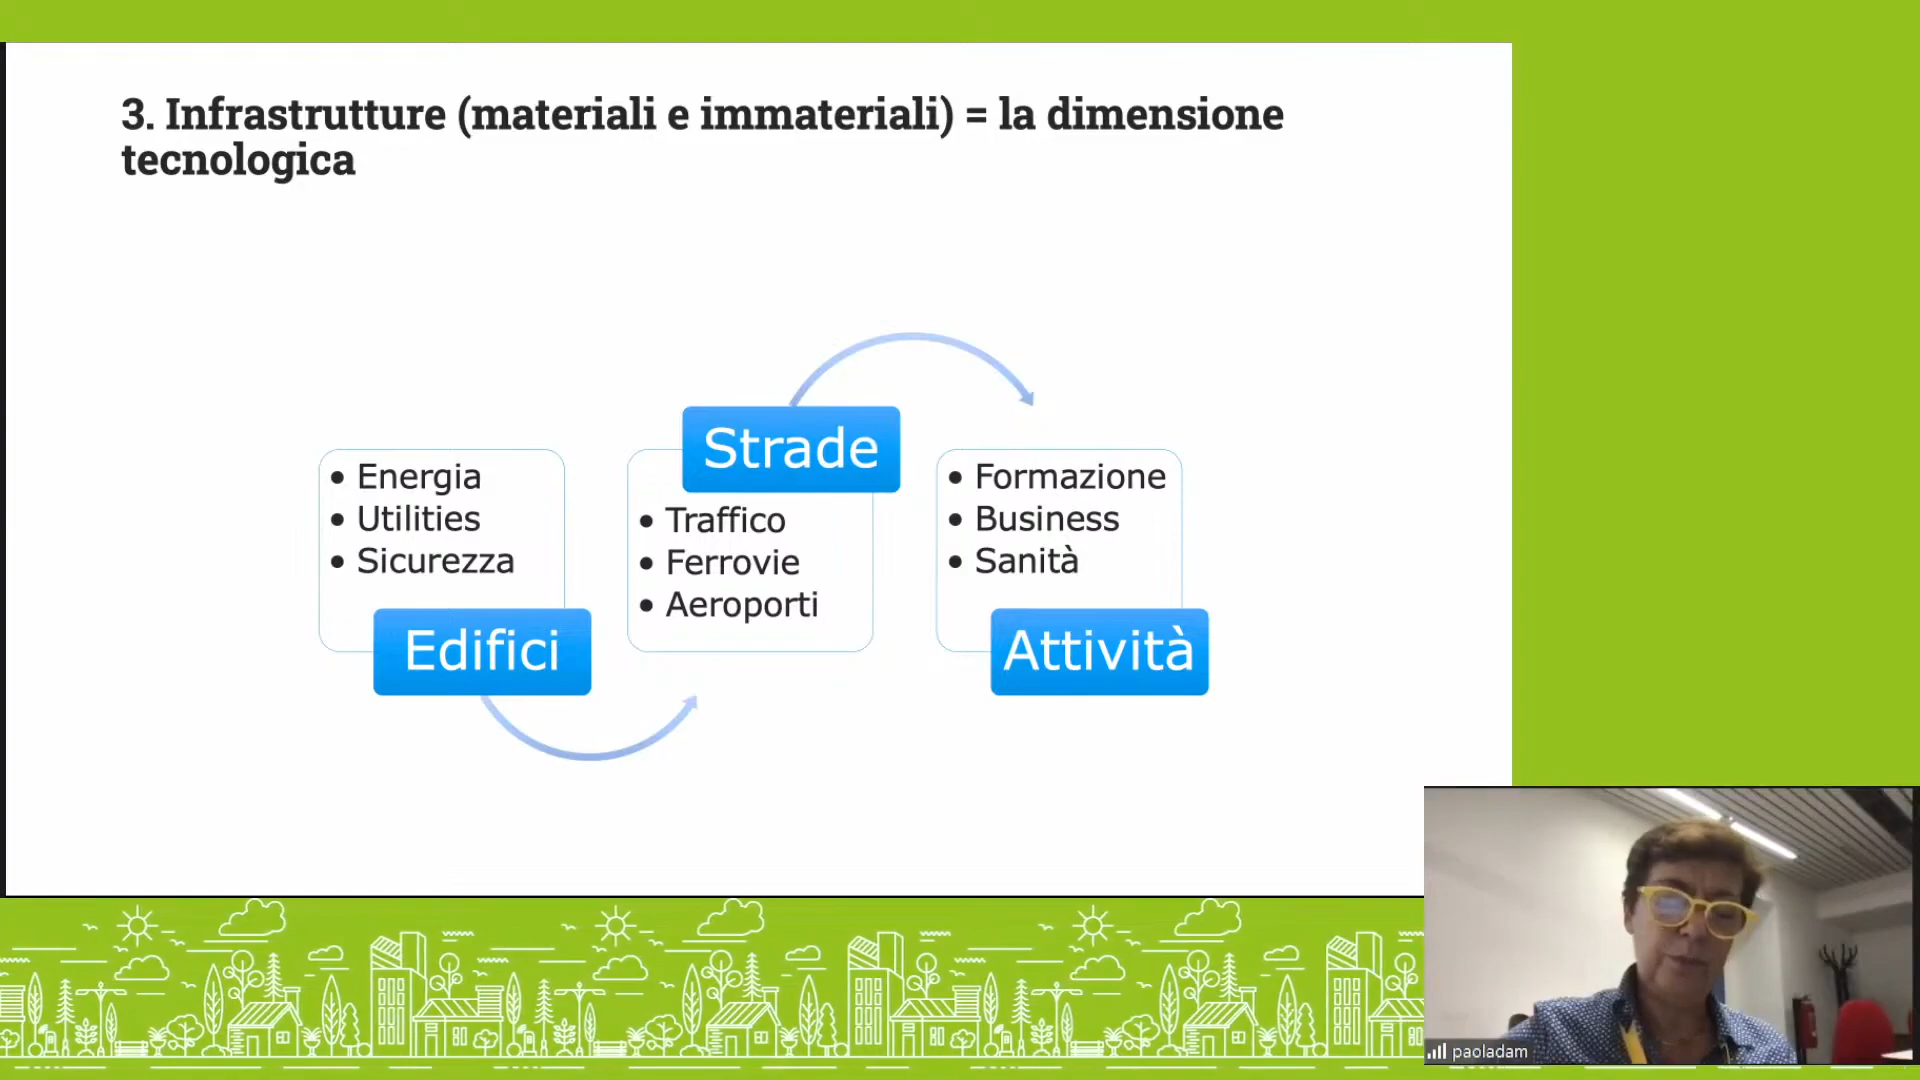 3. Infrastrutture (materiali e immateriali) = la dimensione
tecnologica
• Energia
• Utilities
• Sicurezza
Edifici
Strade
• Traffico
• Ferrovie
• Aeroporti
• Formazione
• Business
• Sanità
Attività
paoladam